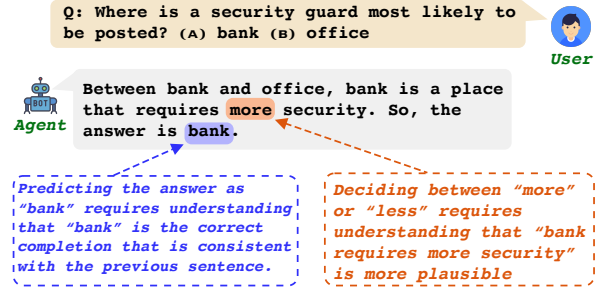 Q: Where is a security guard most likely to
be posted? (A) bank (B) office
User
BOT
Agent
Between bank and office, bank is a place
that requires more security. So, the
answer is bank.
Predicting the answer as
“bank” requires understanding
that “bank” is the correct
completion that is consistent
with the previous sentence.
Deciding between “more”
or “less” requires
understanding that “bank
requires more security”
is more plausible